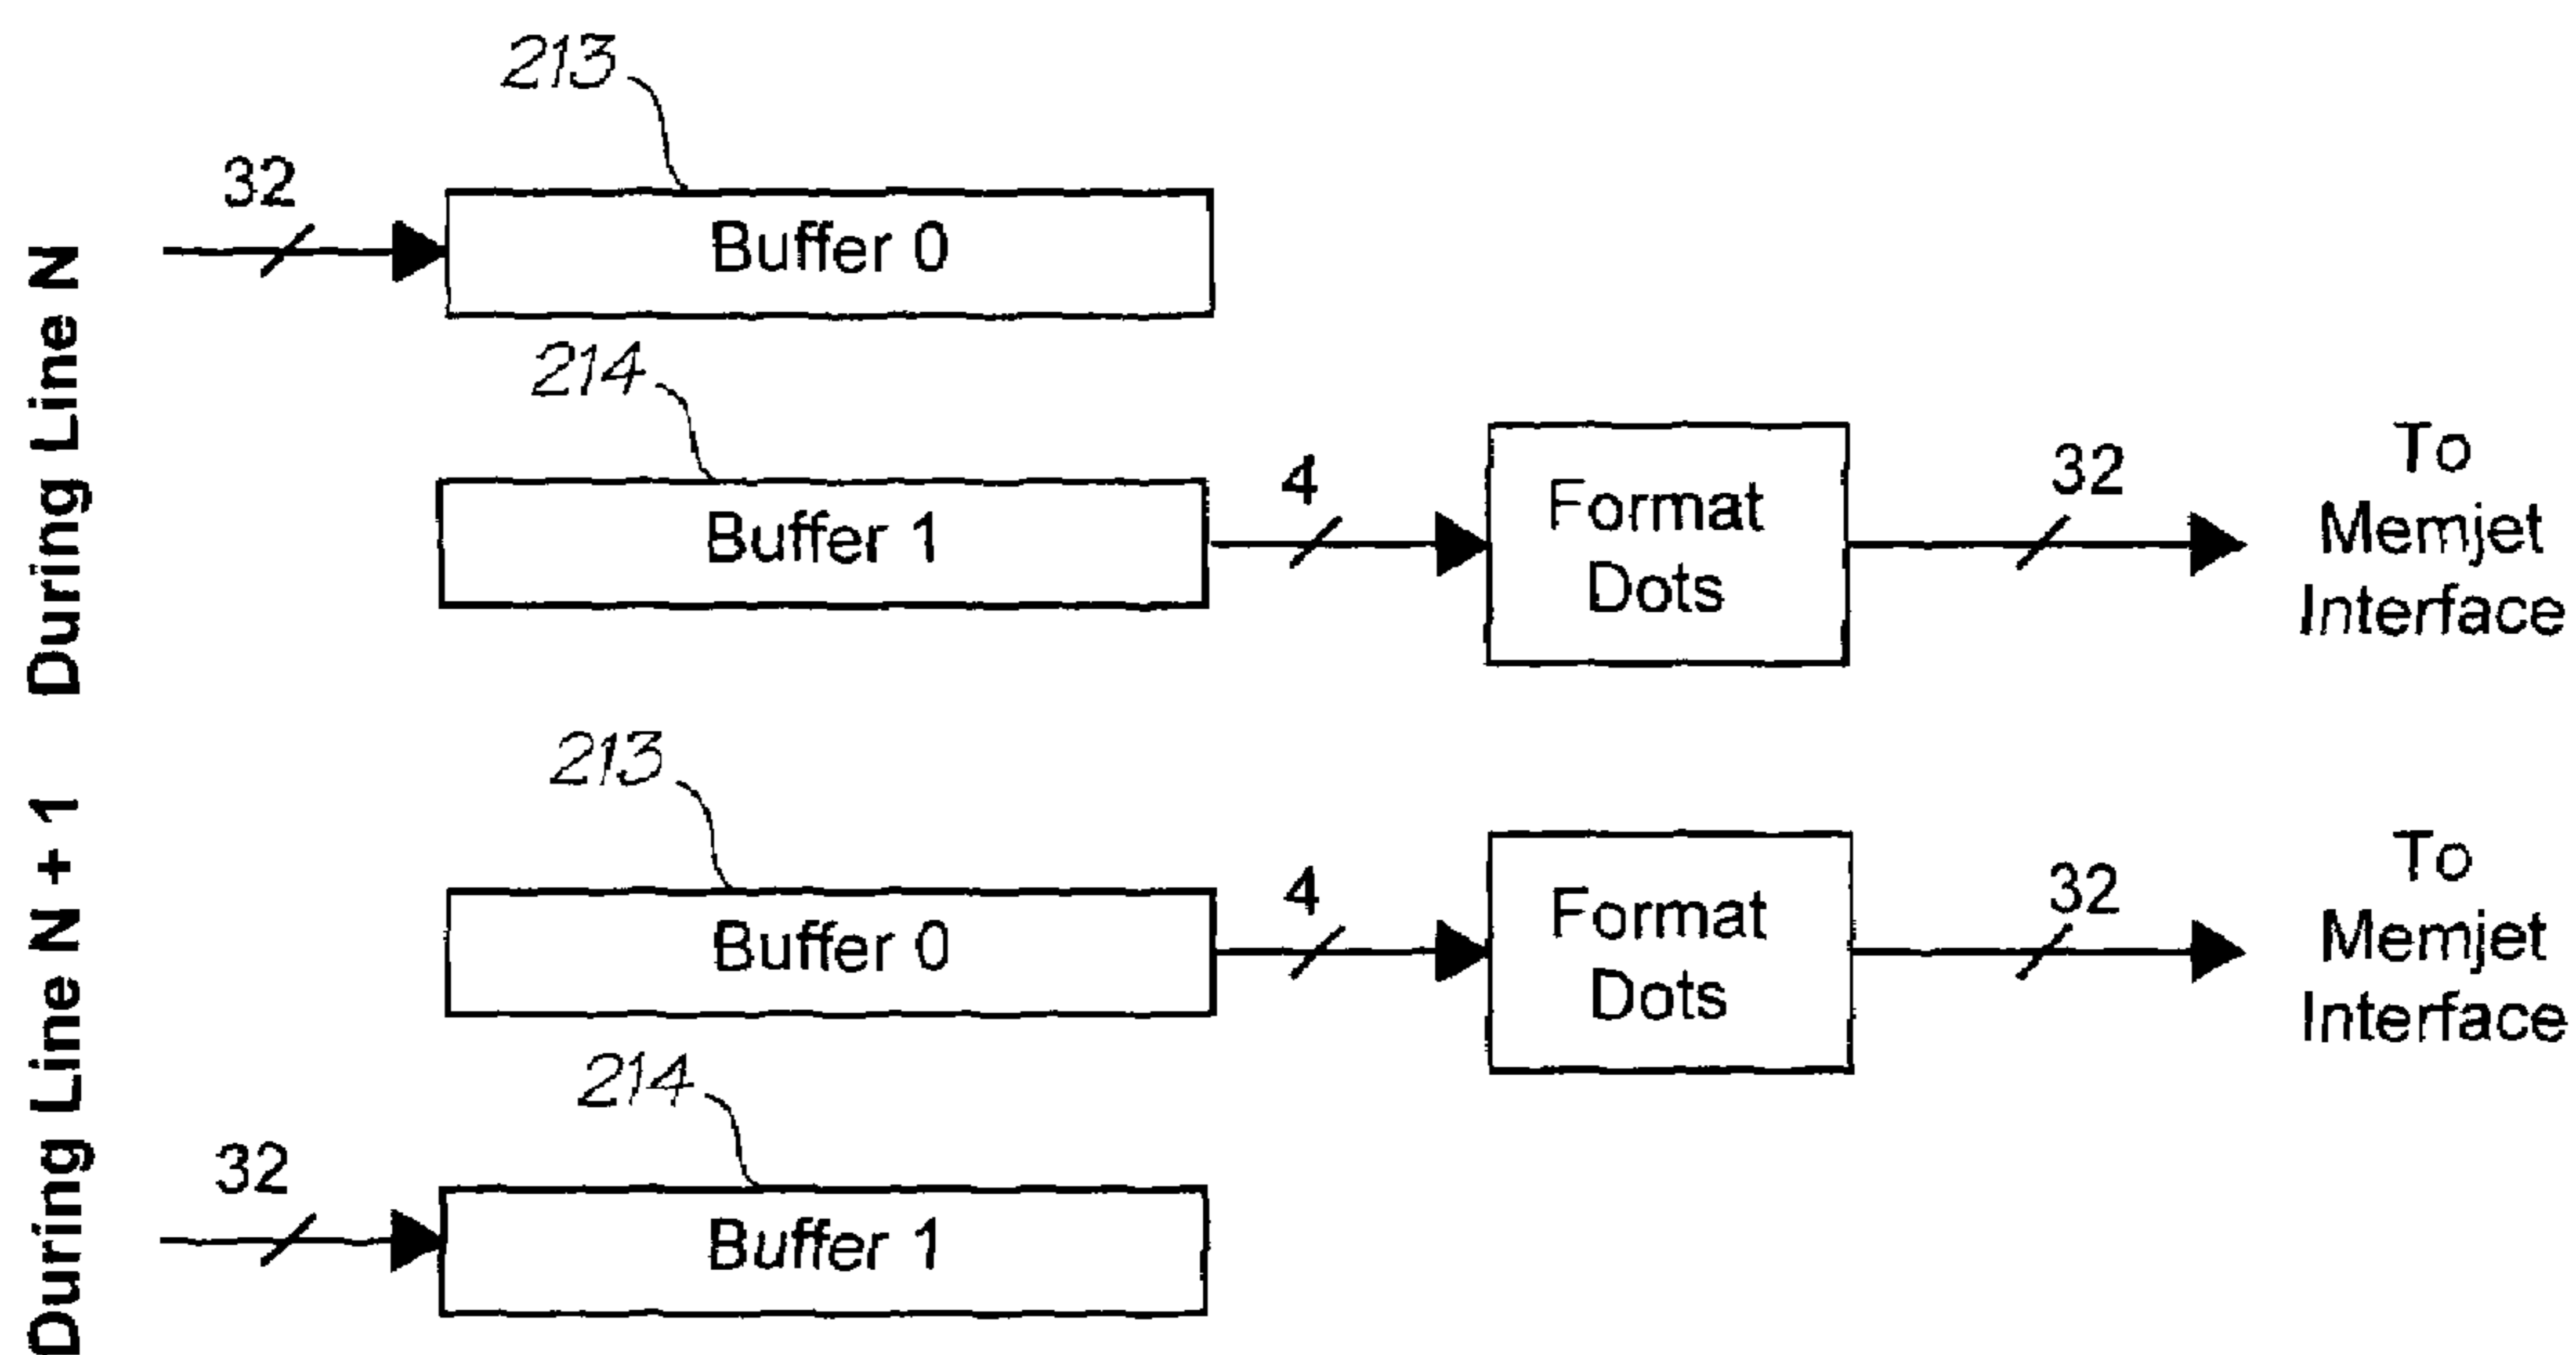 During Line N
213
32
Buffer 0
214
Buffer 1
4
Format
Dots
32
To
Memjet
Interface
During Line N + 1
213
Buffer 0
4
Format
Dots
32
To
Memjet
Interface
214
32
Buffer 1